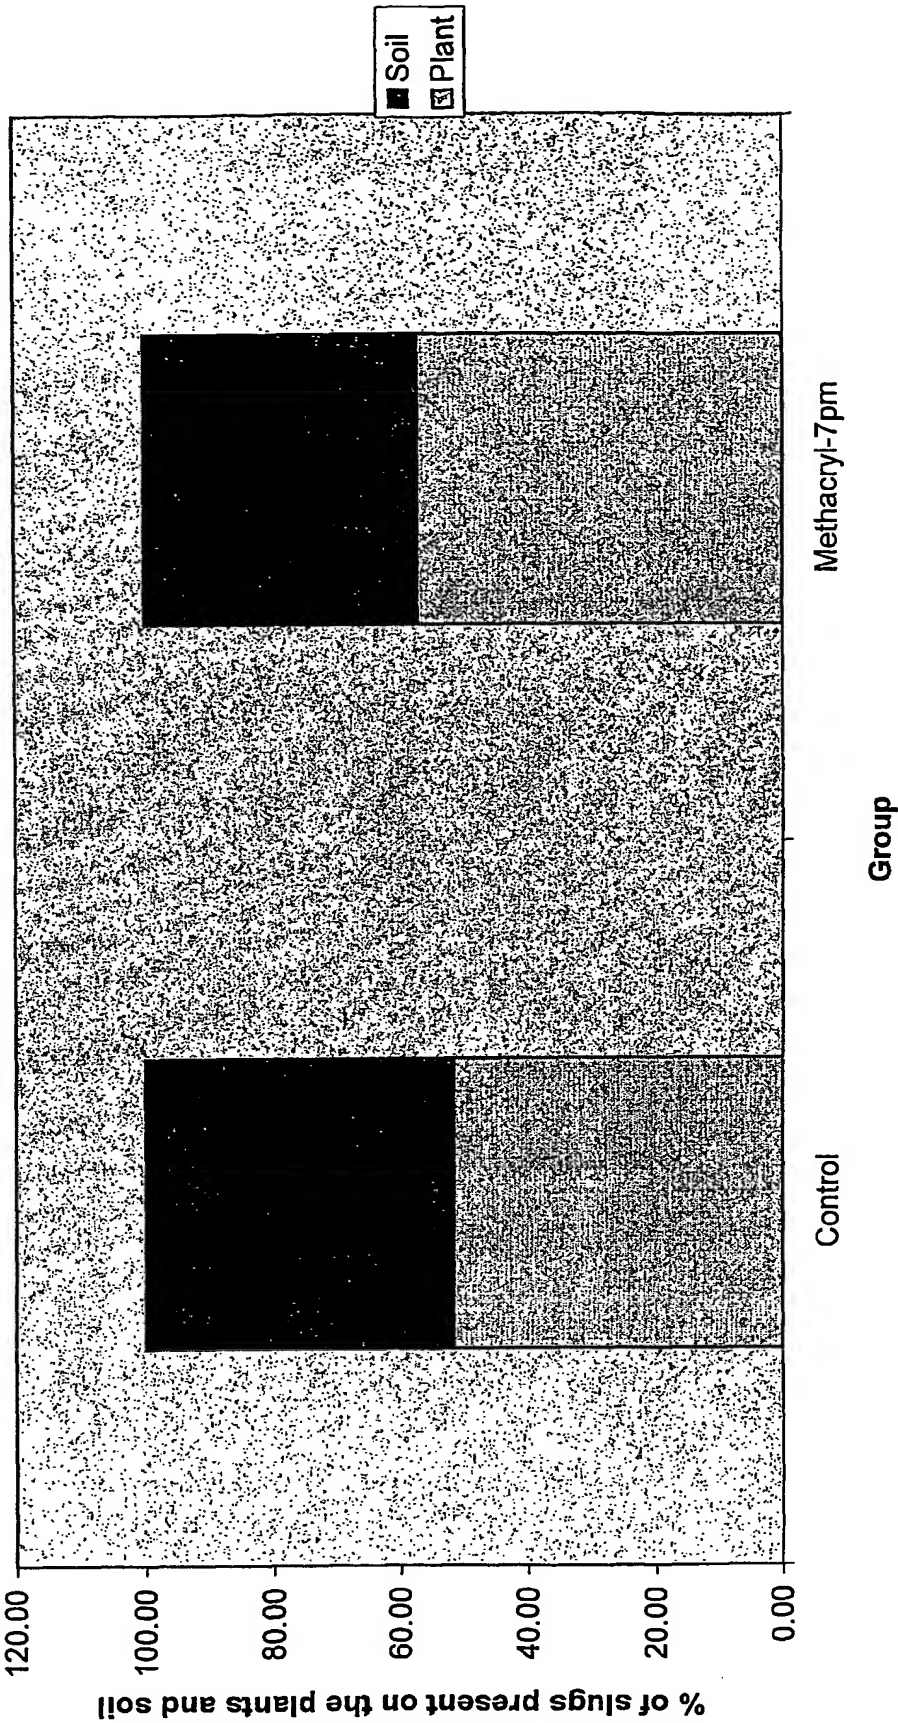 Soil
Plant
120.00
100.00
80.00
60.00
40.00
20.00
0.00
% of slugs present on the plants and soil
Control
Methacryl-7pm
Group